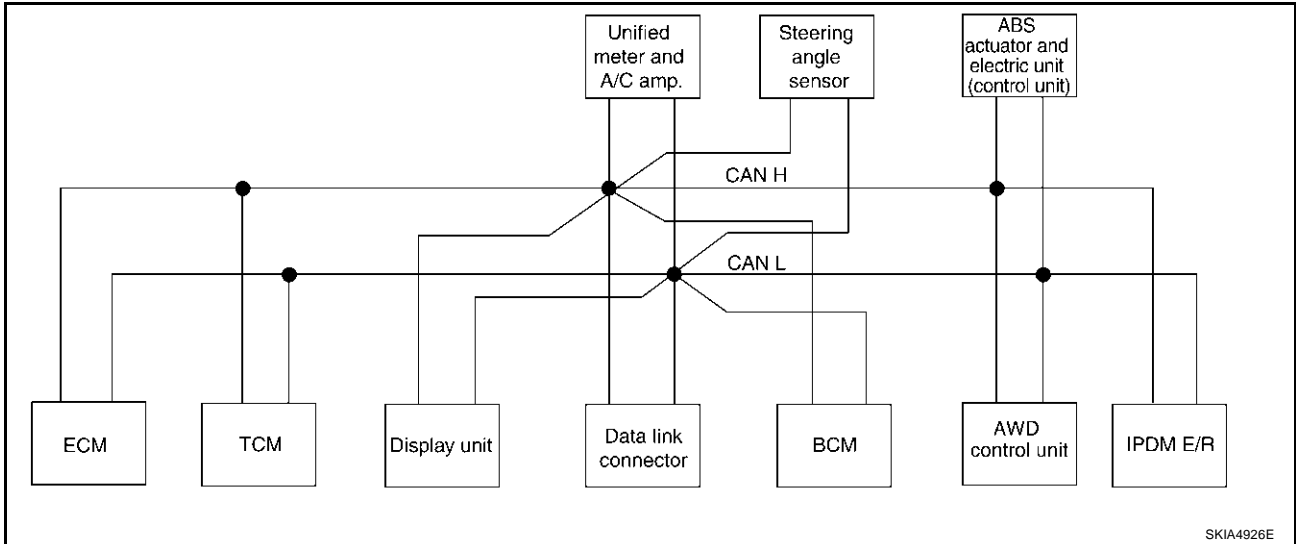 Unified
meter and
A/C amp.
Steering
angle
sensor
ABS
actuator and
electric unit
(control unit)
CAN H
CAN L
ECM
TCM
Display unit
Data link
connector
BCM
AWD
control unit
IPDM E/R
SKIA4926E